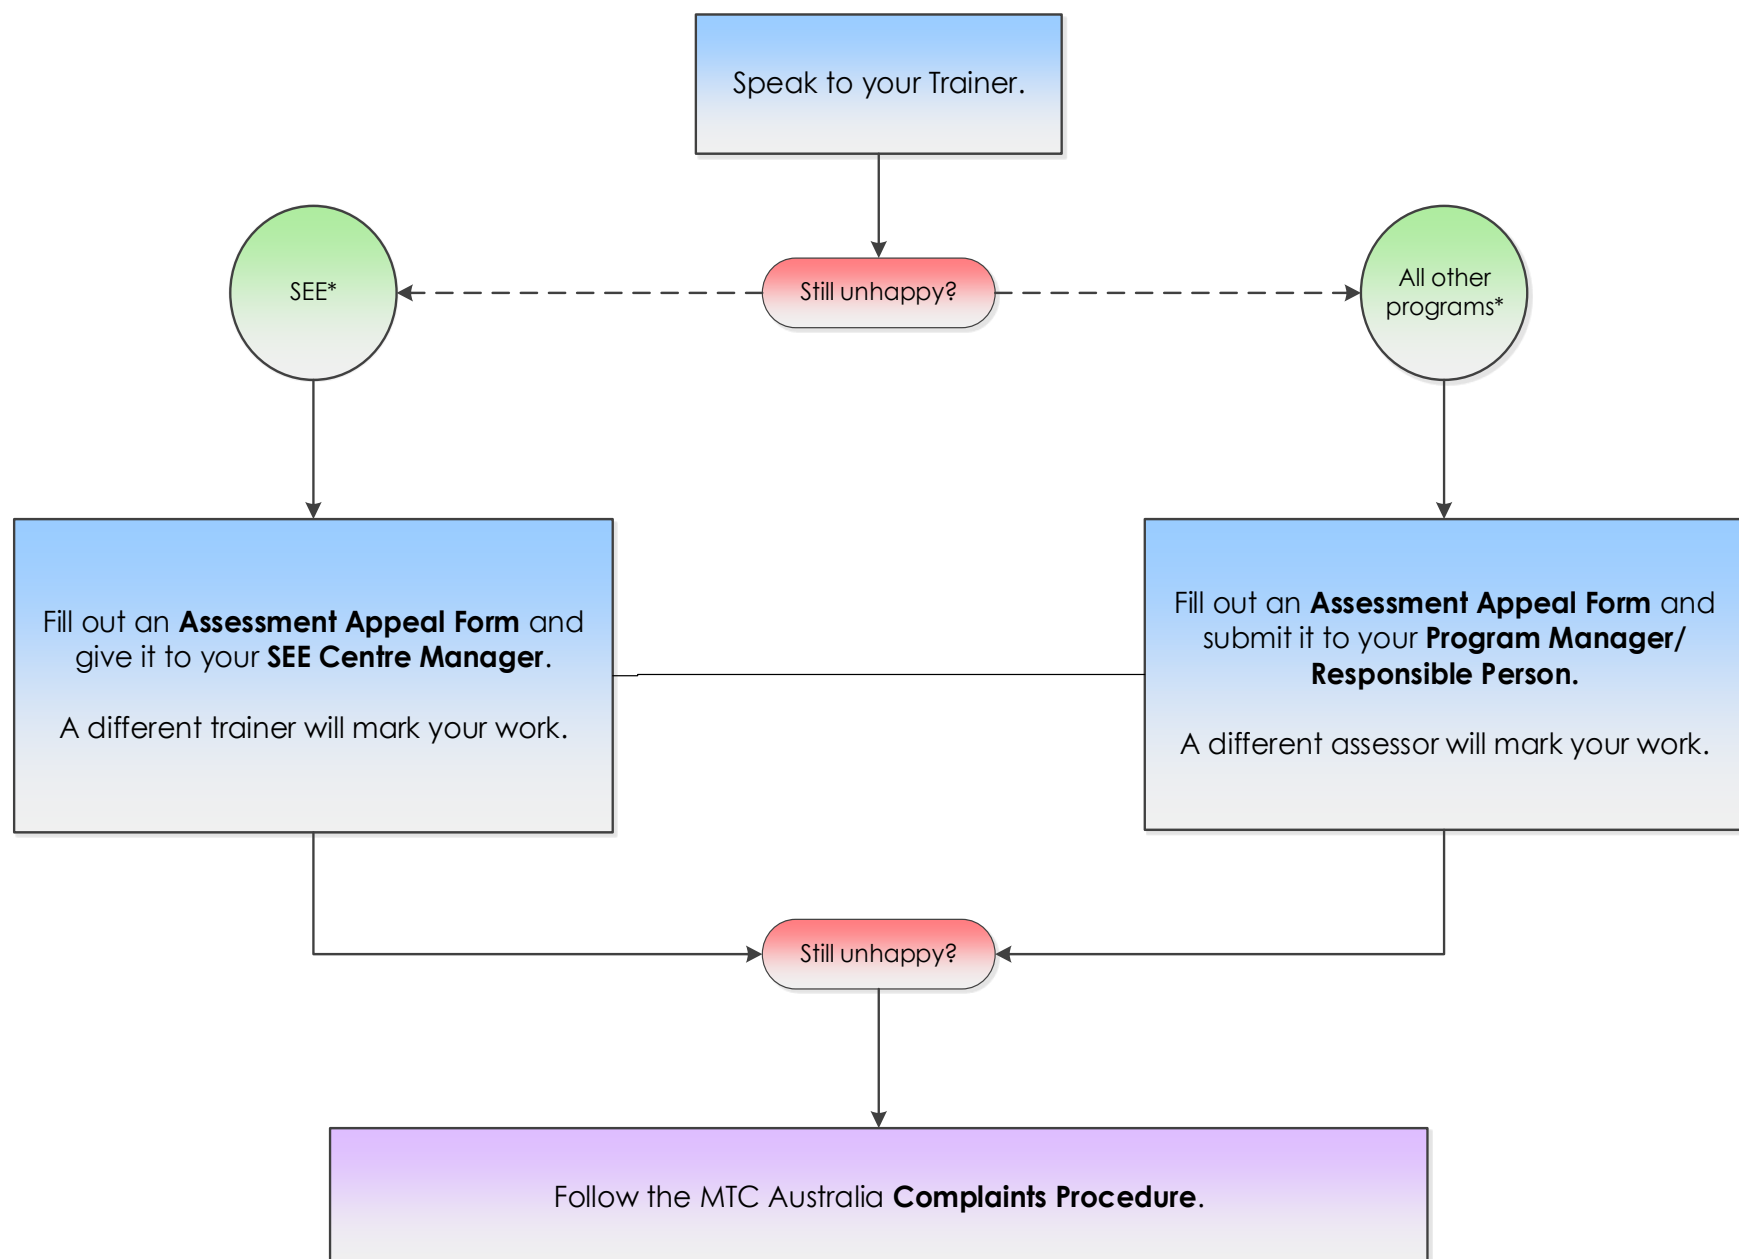 Speak to your Trainer.
SEE*
Still unhappy?
All other
programs*
Fill out an Assessment Appeal Form and
give it to your SEE Centre Manager.
A different trainer will mark your work.
Fill out an Assessment Appeal Form and
submit it to your Program Manager/
Responsible Person.
A different assessor will mark your work.
Still unhappy?
Follow the MTC Australia Complaints Procedure.